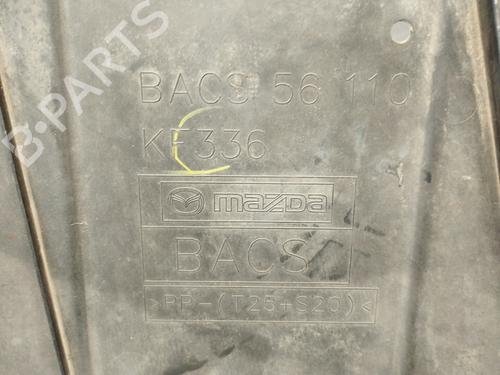 B-PARTS
BACS 56 110
KF336
mazda
BACS
>PP-(T25+S20)<